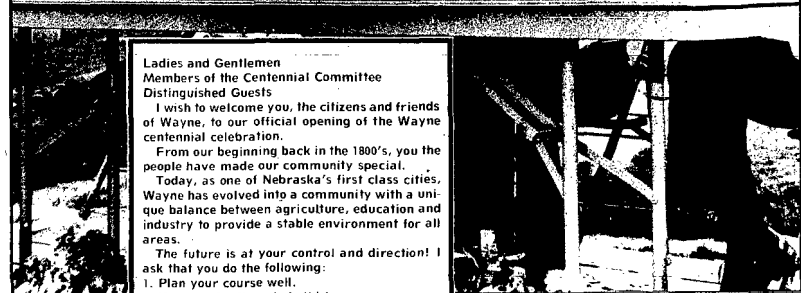 Ladies and Gentlemen
Members of the Centennial Committee
Distinguished Guests
I wish to welcome you, the citizens and friends
of Wayne, to our official opening of the Wayne
centennial celebration.
From our beginning back in the 1800's, you the
people have made our community special.
Today, as one of Nebraska's first class cities,
Wayne has evolved into a community with a uni-
que balance between agriculture, education and
industry to provide a stable environment for all
areas.
The future is at your control and direction! I
ask that you do the following:
1. Plan your course well.